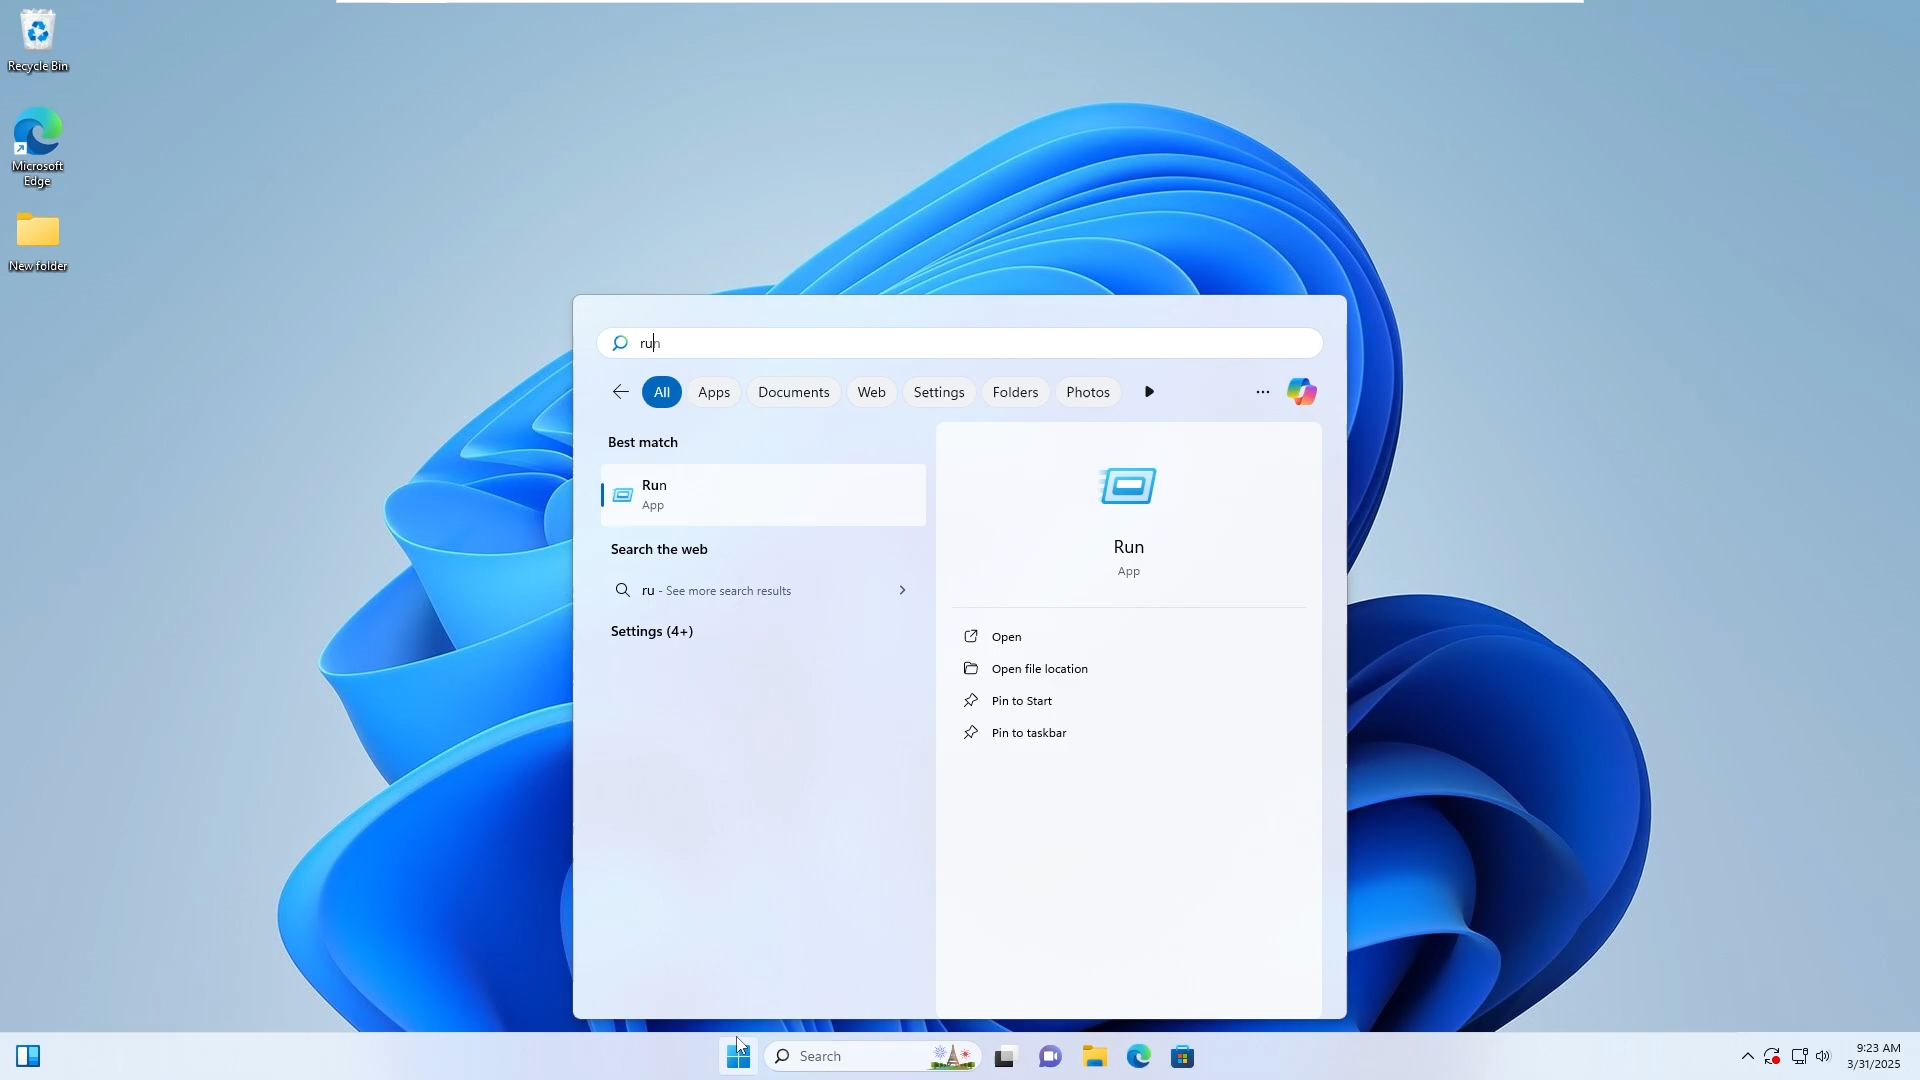 Recycle Bin
Microsoft
Edge
New folder
run
All
Apps
Documents
Web
Settings
Folders
Photos
Best match
Run
App
Search the web
ru - See more search results
Settings (4+)
Run
App
Open
Open file location
Pin to Start
Pin to taskbar
Search
9:23 AM
3/31/2025